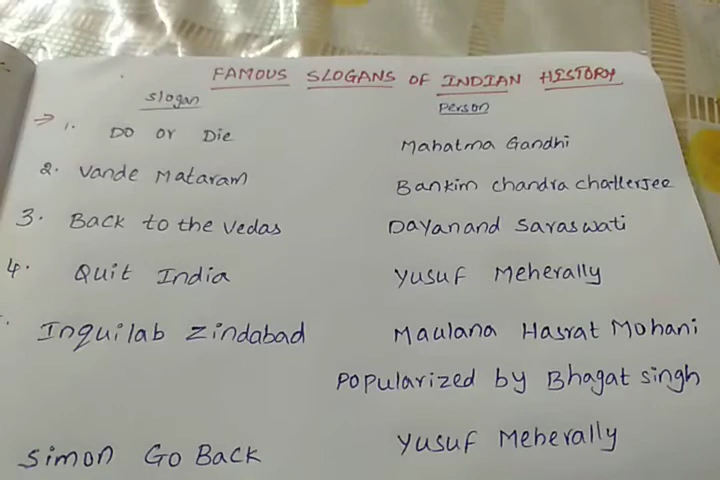 FAMOUS SLOGANS OF INDIAN HISTORY
Slogan Person
1. Do or Die Mahatma Gandhi
2. Vande Mataram Bankim chandra chatterjee
3. Back to the Vedas Dayanand Saraswati
4. Quit India Yusuf Meherally
Inquilab Zindabad Maulana Hasrat Mohani
Popularized by Bhagat singh
Simon Go Back Yusuf Meherally